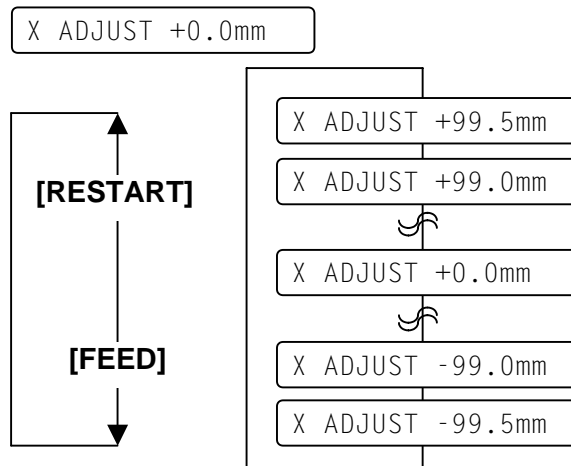 X ADJUST +0.0mm
X ADJUST +99.5mm
[RESTART]
X ADJUST +99.0mm
X ADJUST +0.0mm
[FEED]
X ADJUST -99.0mm
X ADJUST -99.5mm